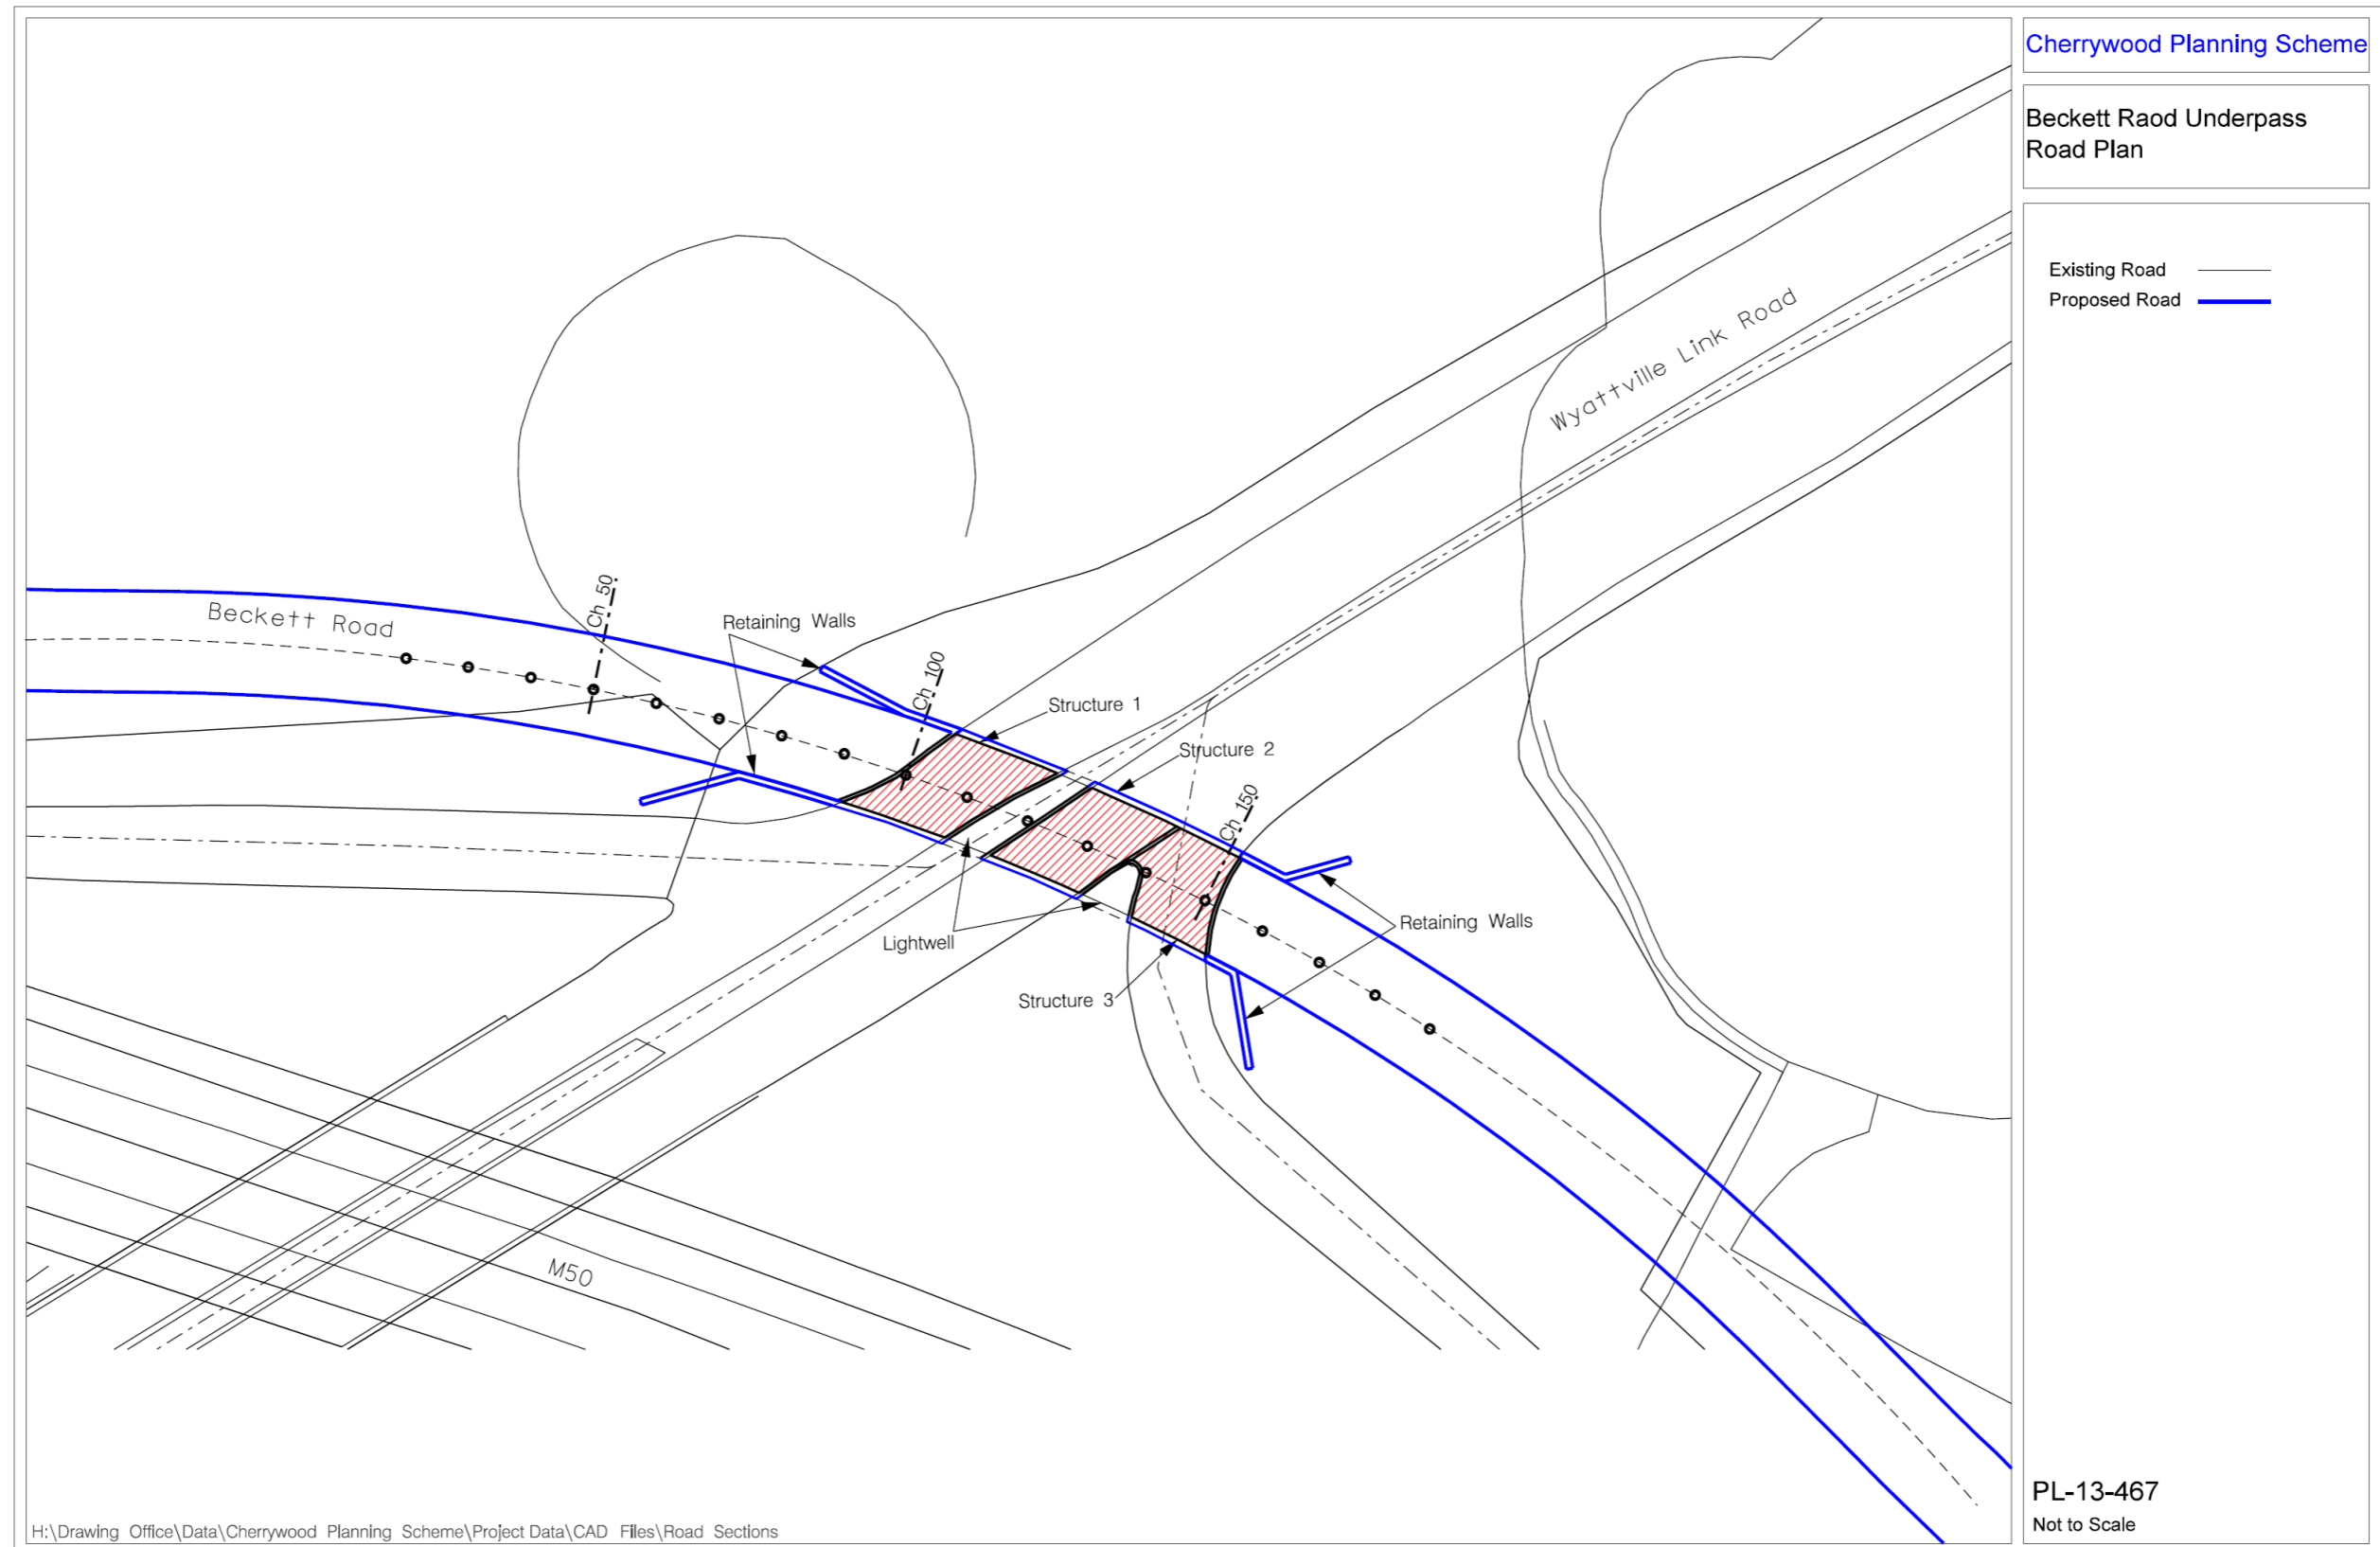 Cherrywood Planning Scheme
Beckett Raod Underpass
Road Plan
Existing Road
Proposed Road
Wyattville Link Road
Beckett Road
Ch 50.
Retaining Walls
Ch 100
Structure 1
Structure 2
Ch 150.
Lightwell
Retaining Walls
Structure 3
M50
PL-13-467
Not to Scale
H:\Drawing Office\Data\Cherrywood Planning Scheme\Project Data\CAD Files\Road Sections